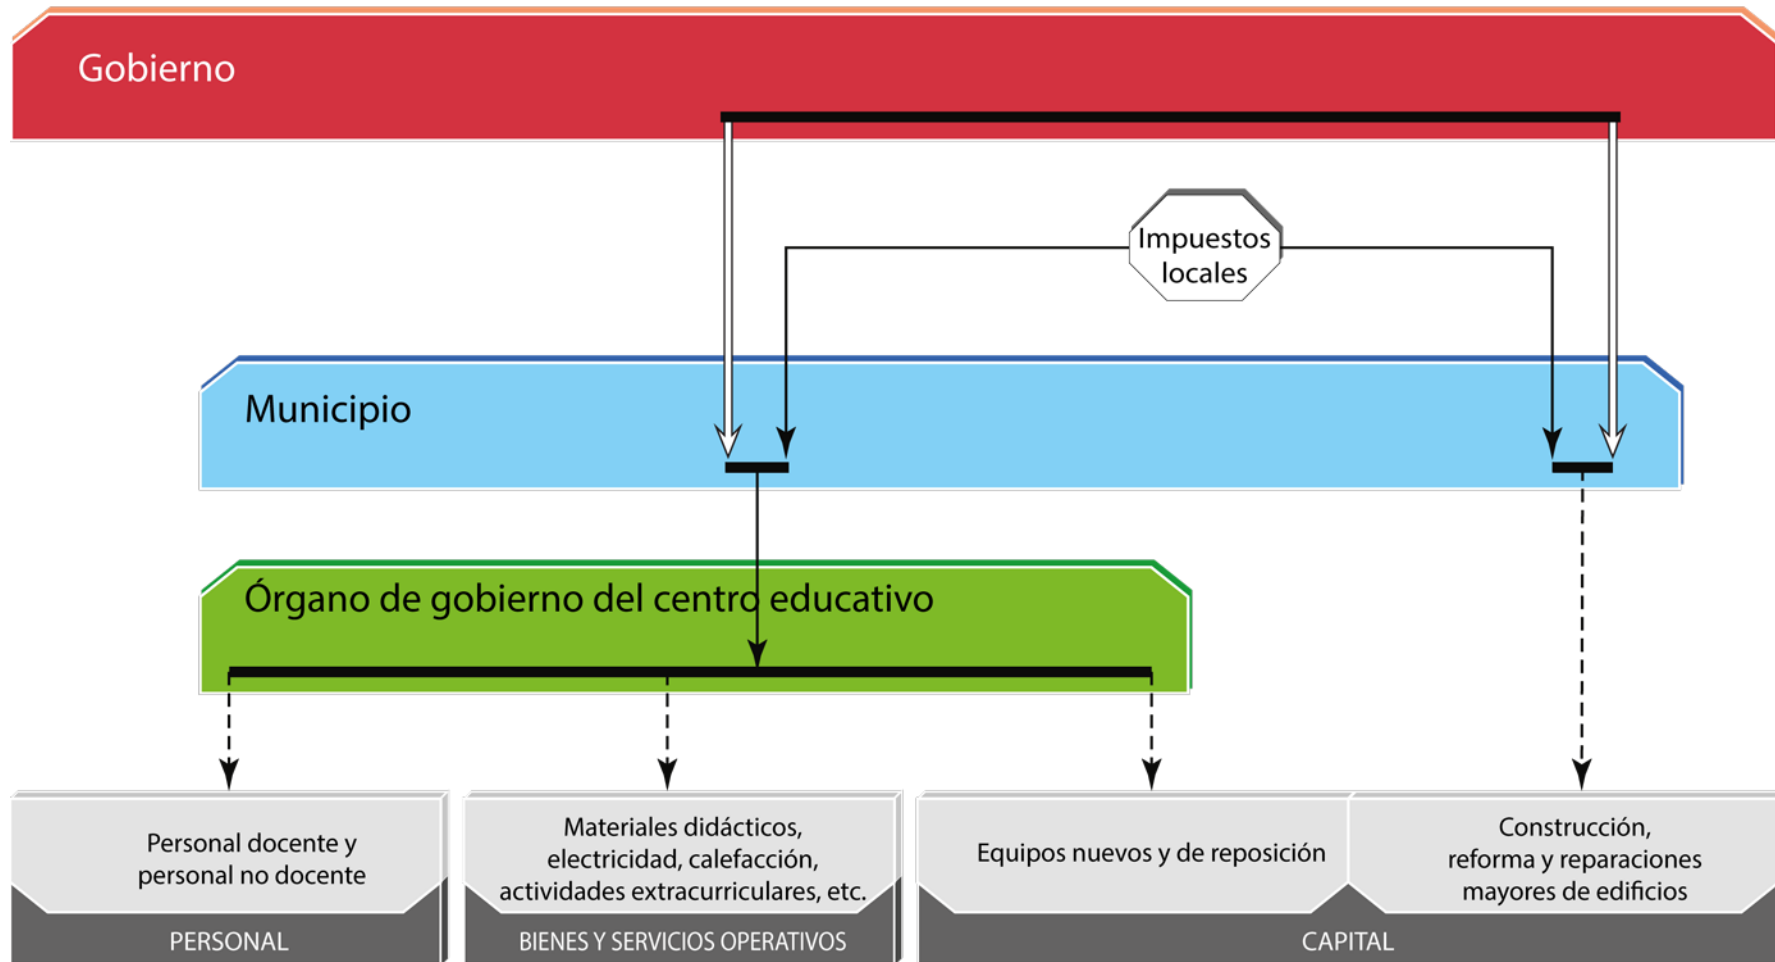 Gobierno
Impuestos
locales
Municipio
Órgano de gobierno del centro educativo
Personal docente y
personal no docente
Materiales didácticos,
electricidad, calefacción,
actividades extracurriculares, etc.
Equipos nuevos y de reposición
Construcción,
reforma y reparaciones
mayores de edificios
PERSONAL
BIENES Y SERVICIOS OPERATIVOS
CAPITAL